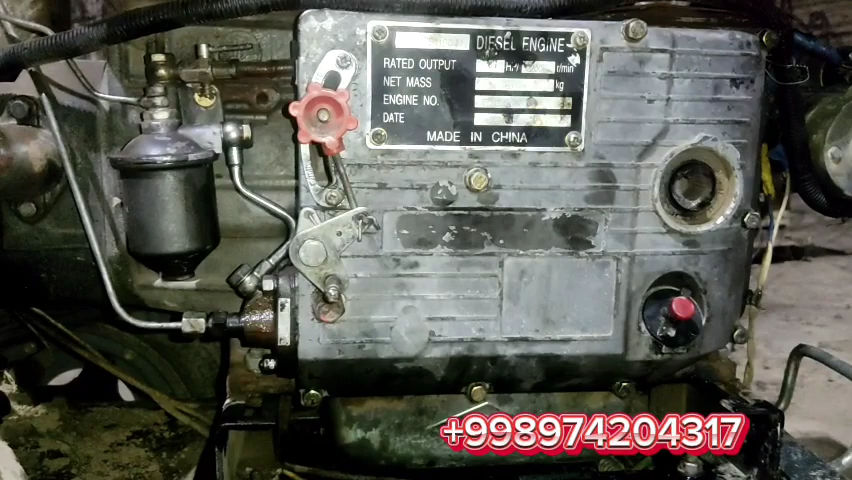 DIESEL ENGINE
RATED OUTPUT r/min
NET MASS kg
ENGINE NO.
DATE
MADE IN CHINA
+998974204317